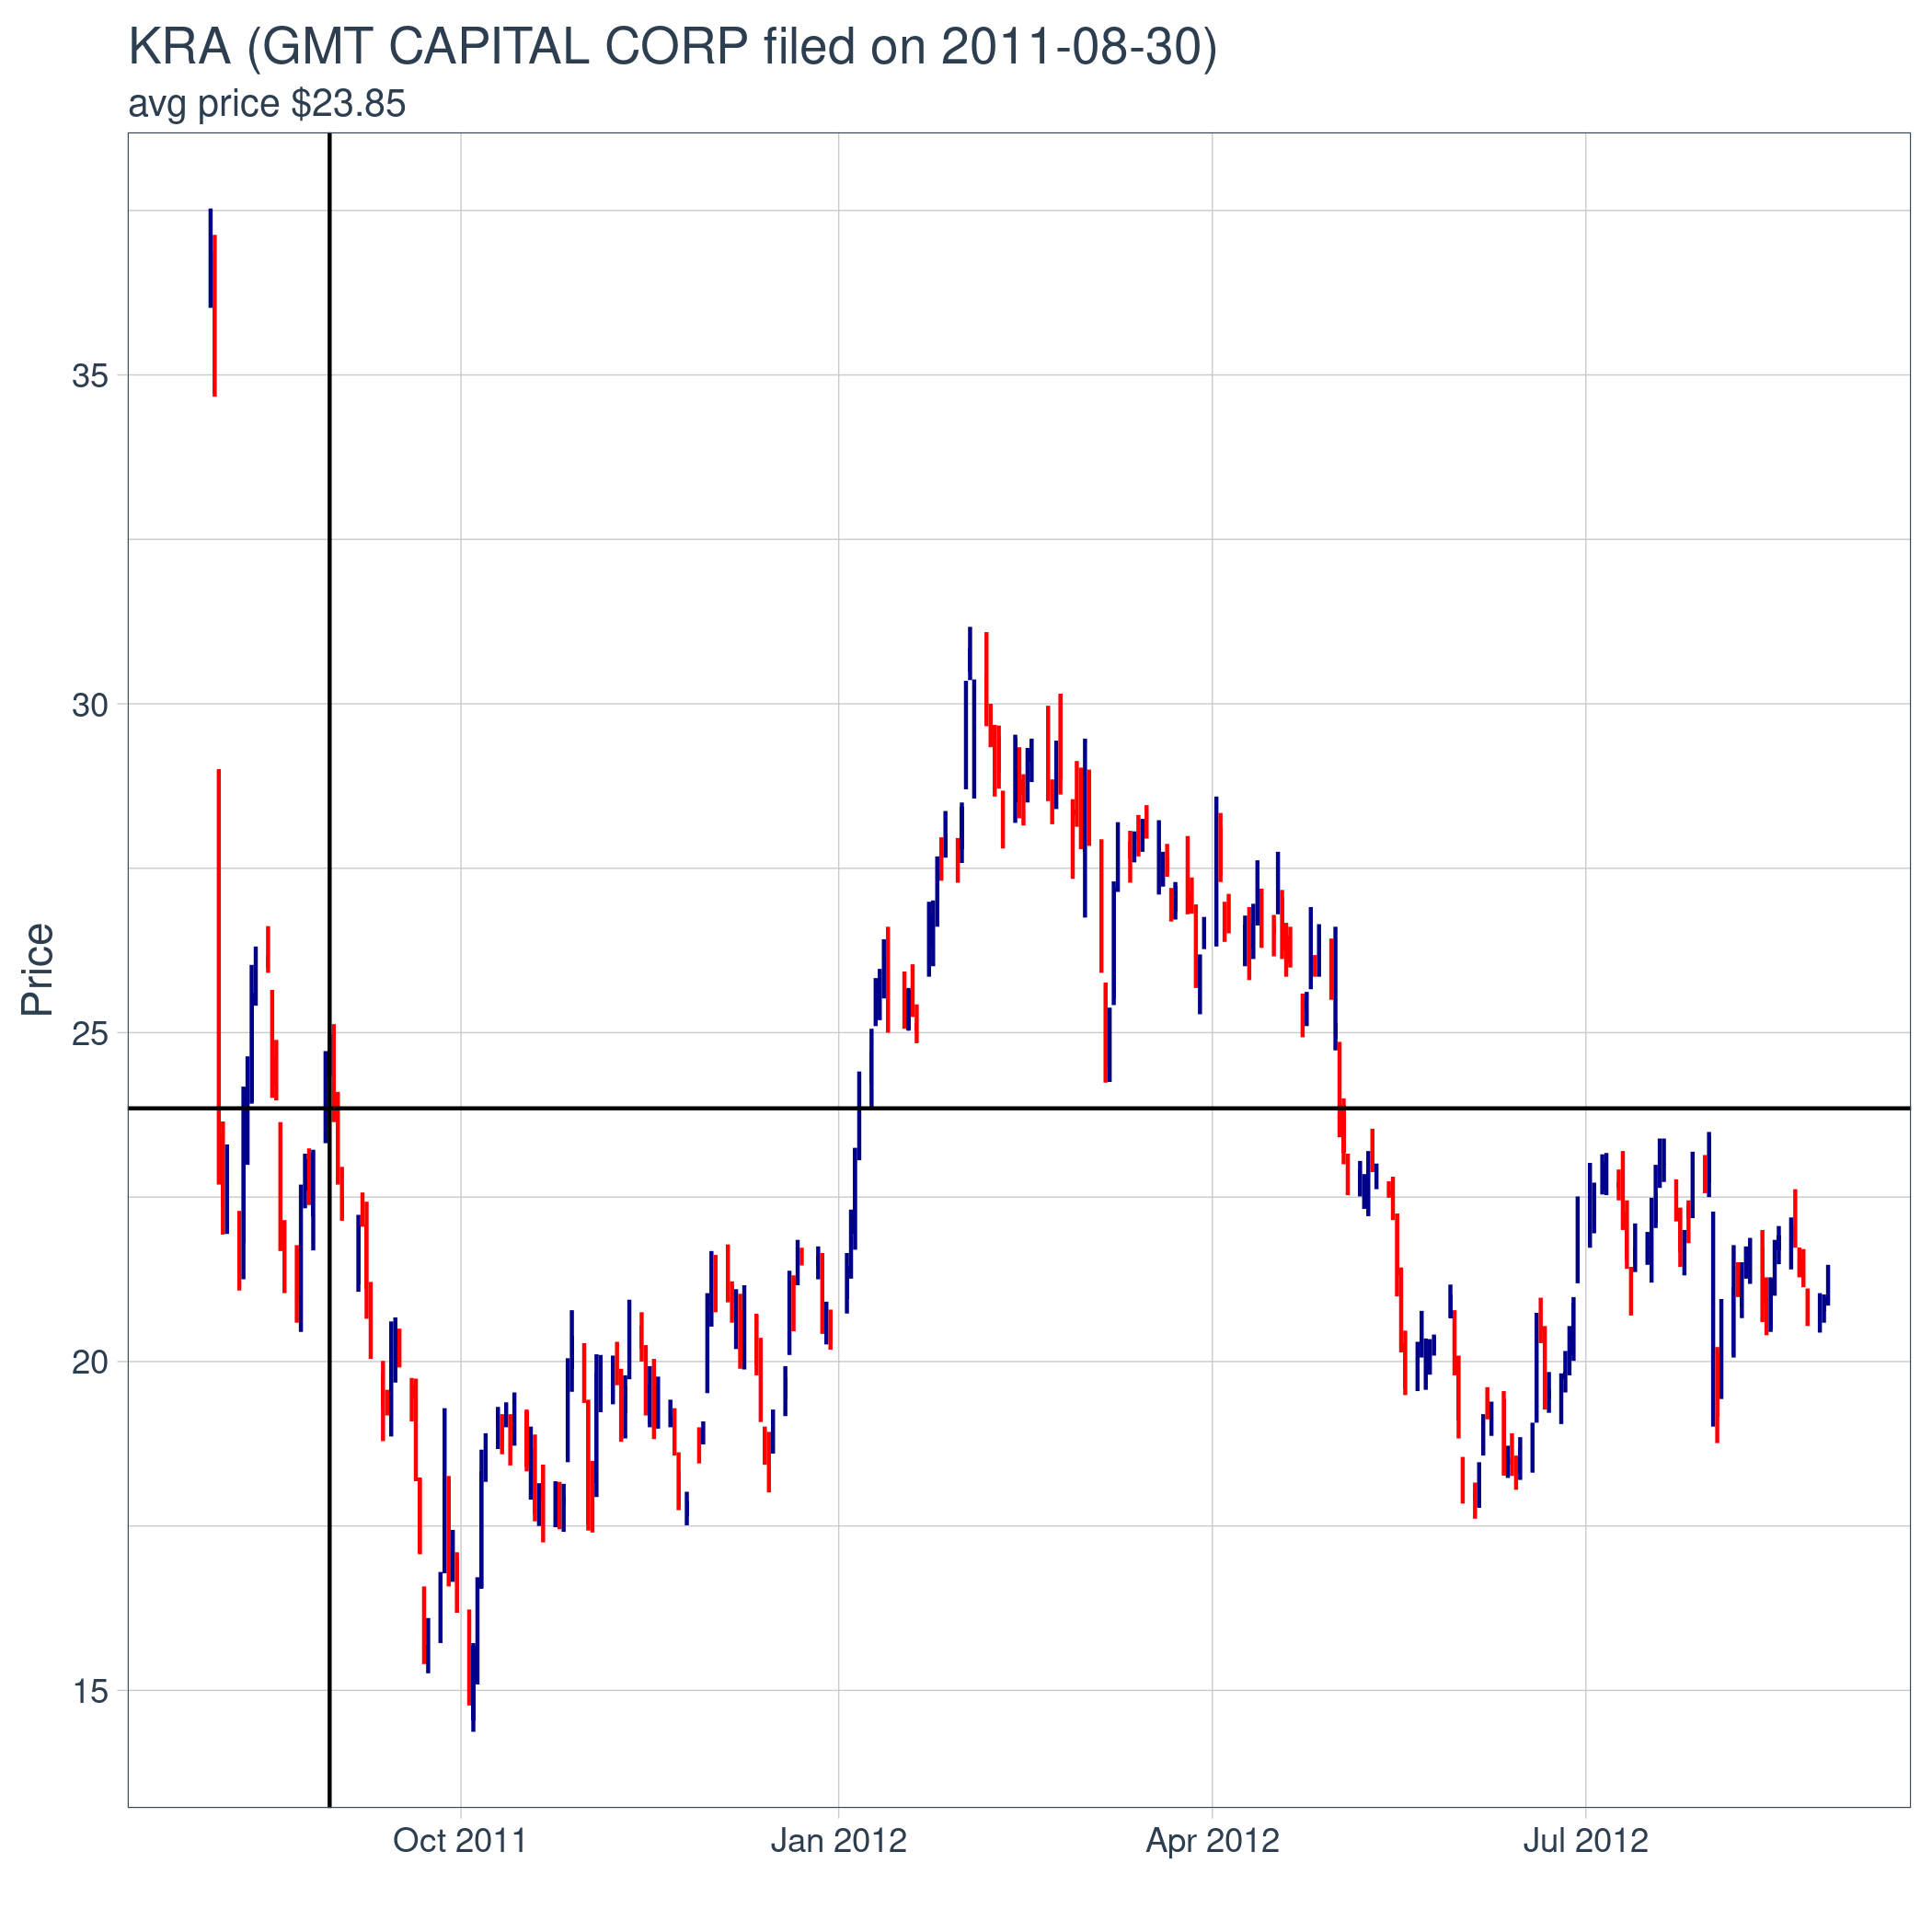 KRA (GMT CAPITAL CORP filed on 2011-08-30)
avg price $23.85
Price
35
30
25
20
15
Oct 2011
Jan 2012
Apr 2012
Jul 2012